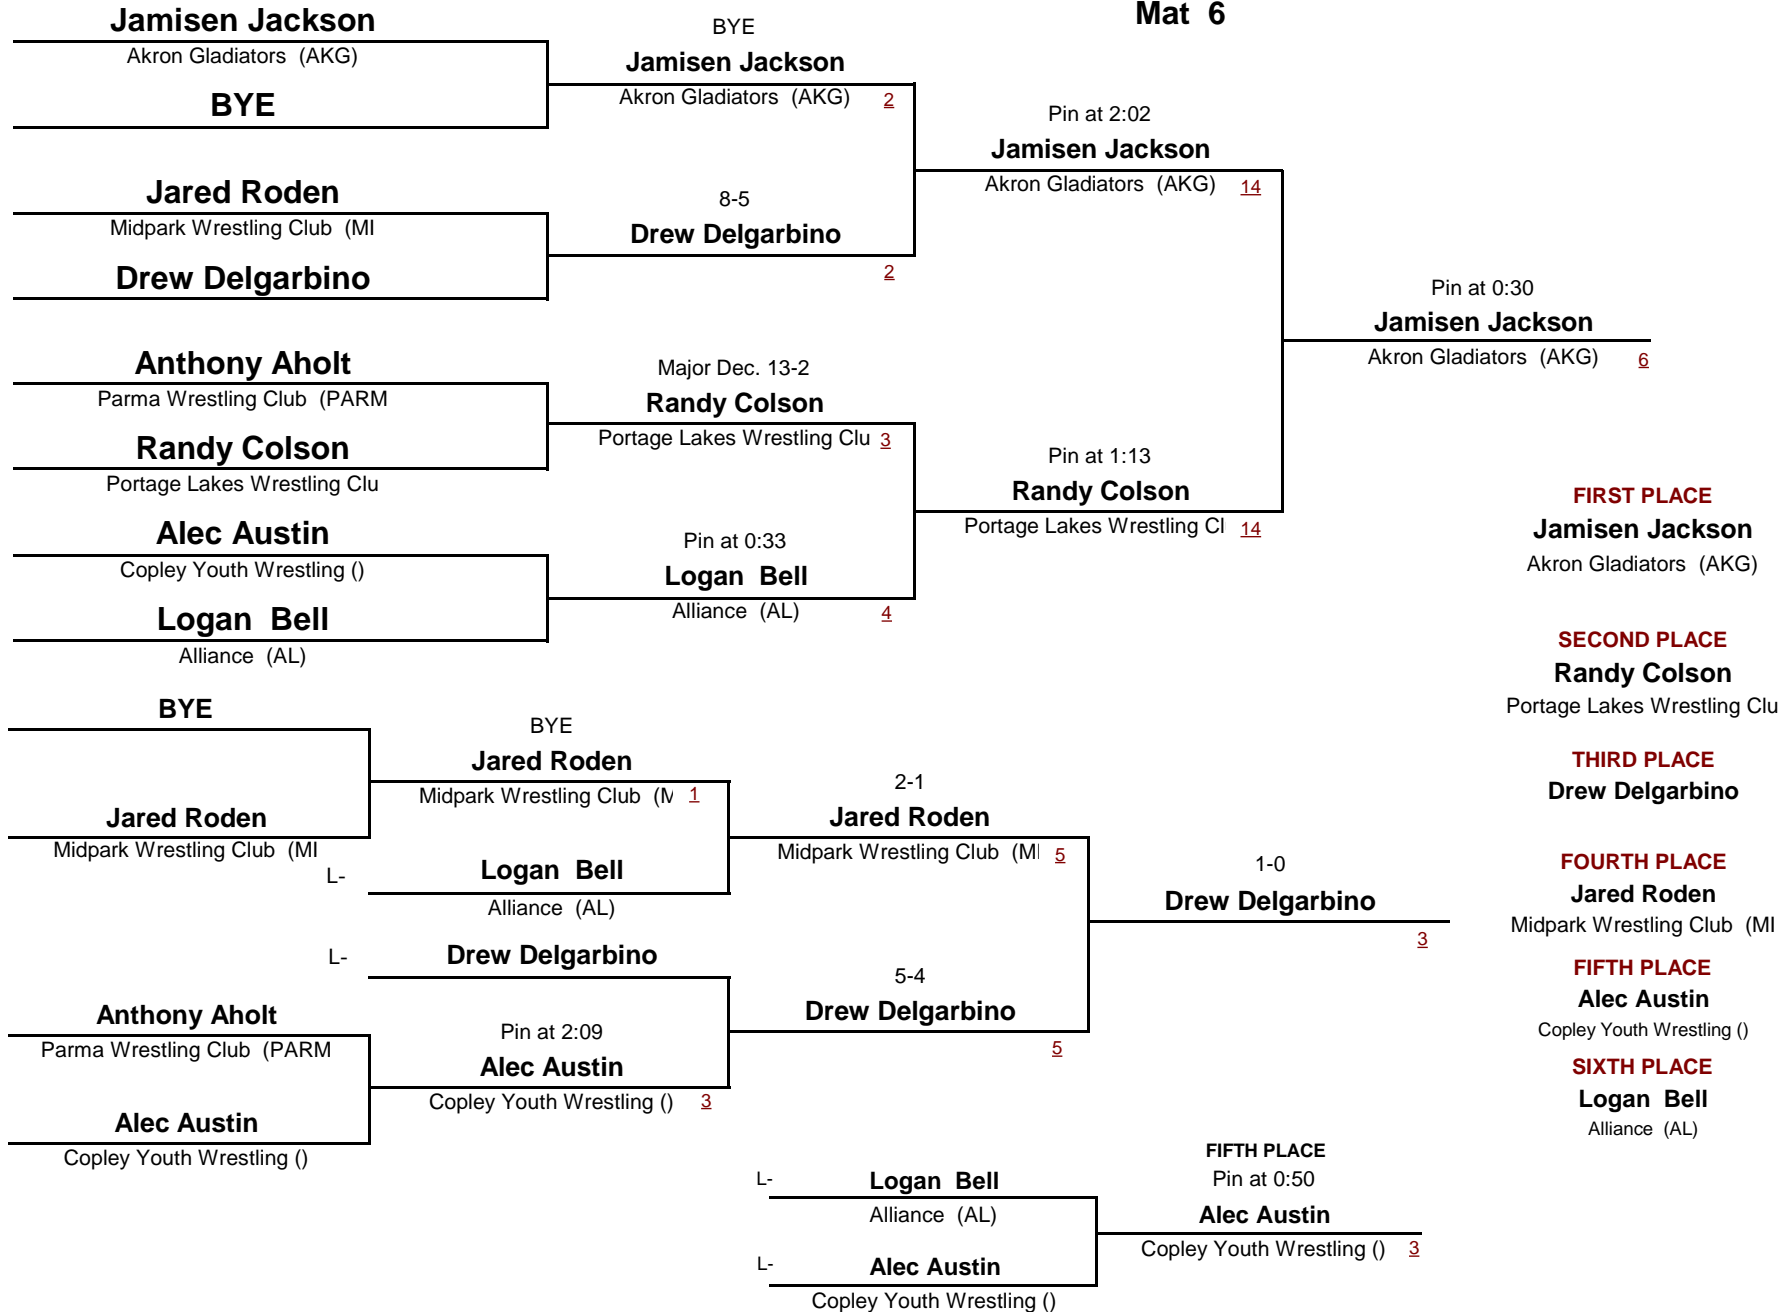 Mat 6
Jamisen Jackson
Akron Gladiators (AKG)
BYE
Jared Roden
Midpark Wrestling Club (MI
Drew Delgarbino
Anthony Aholt
Parma Wrestling Club (PARM
Randy Colson
Portage Lakes Wrestling Clu
Alec Austin
Copley Youth Wrestling ()
Logan Bell
Alliance (AL)
BYE
Jamisen Jackson
Akron Gladiators (AKG) 2
8-5
Drew Delgarbino
2
Major Dec. 13-2
Randy Colson
Portage Lakes Wrestling Clu 3
Pin at 0:33
Logan Bell
Alliance (AL) 4
Pin at 2:02
Jamisen Jackson
Akron Gladiators (AKG) 14
Pin at 1:13
Randy Colson
Portage Lakes Wrestling Cl 14
Pin at 0:30
Jamisen Jackson
Akron Gladiators (AKG) 6
FIRST PLACE
Jamisen Jackson
Akron Gladiators (AKG)
SECOND PLACE
Randy Colson
Portage Lakes Wrestling Clu
THIRD PLACE
Drew Delgarbino
FOURTH PLACE
Jared Roden
Midpark Wrestling Club (MI
FIFTH PLACE
Alec Austin
Copley Youth Wrestling ()
SIXTH PLACE
Logan Bell
Alliance (AL)
BYE
Jared Roden
Midpark Wrestling Club (MI
Anthony Aholt
Parma Wrestling Club (PARM
Alec Austin
Copley Youth Wrestling ()
BYE
Jared Roden
Midpark Wrestling Club (M 1
L- Logan Bell
Alliance (AL)
L- Drew Delgarbino
Pin at 2:09
Alec Austin
Copley Youth Wrestling () 3
2-1
Jared Roden
Midpark Wrestling Club (MI 5
5-4
Drew Delgarbino
5
1-0
Drew Delgarbino
3
L- Logan Bell
Alliance (AL)
L- Alec Austin
Copley Youth Wrestling ()
FIFTH PLACE
Pin at 0:50
Alec Austin
Copley Youth Wrestling () 3